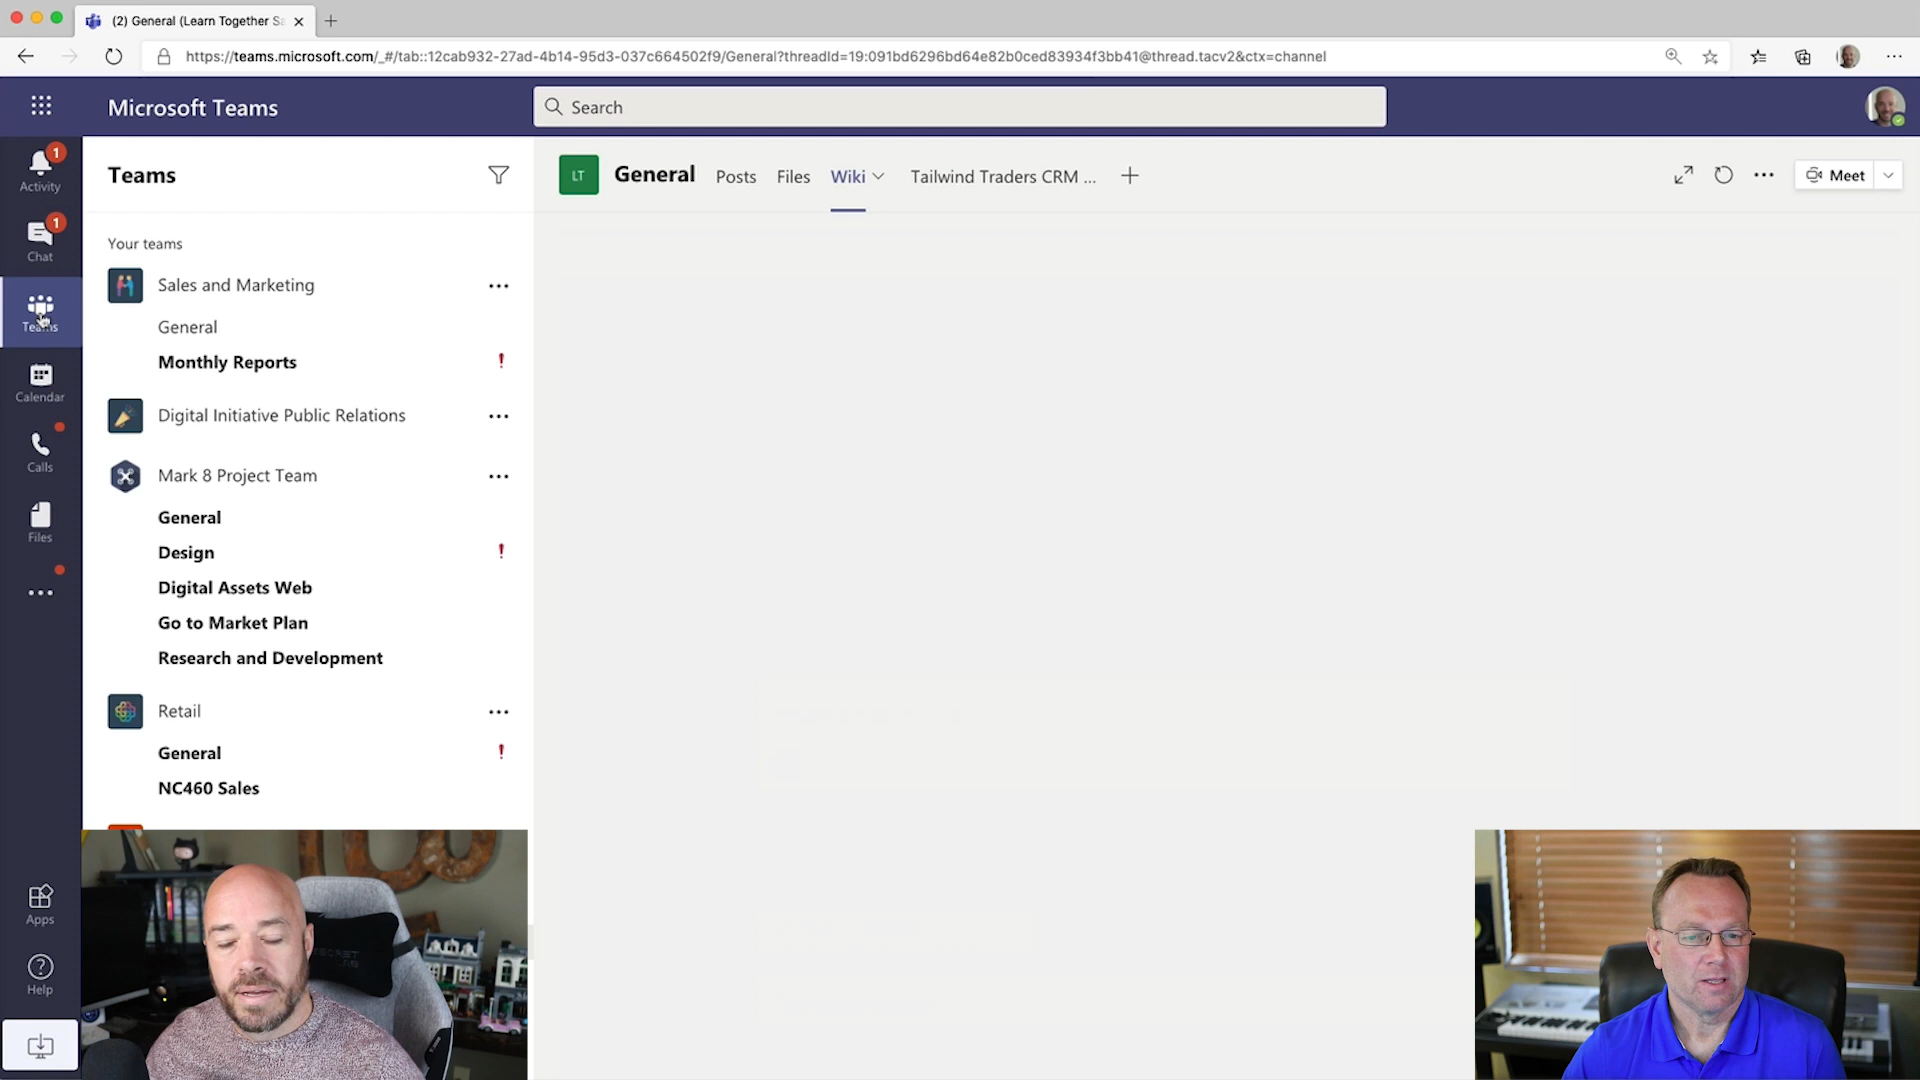 (2) General (Learn Together Sa
https://teams.microsoft.com/_#/tab::12cab932-27ad-4b14-95d3-037c664502f9/General?threadId=19:091bd6296bd64e82b0ced83934f3bb41@thread.tacv2&ctx=channel
Microsoft Teams
Search
1
Activity
1
Chat
Teams
Calendar
Calls
Files
Apps
Help
Teams
Your teams
Sales and Marketing
General
Monthly Reports
Digital Initiative Public Relations
Mark 8 Project Team
General
Design
Digital Assets Web
Go to Market Plan
Research and Development
Retail
General
NC460 Sales
LT
General
Posts
Files
Wiki
Tailwind Traders CRM ...
Meet